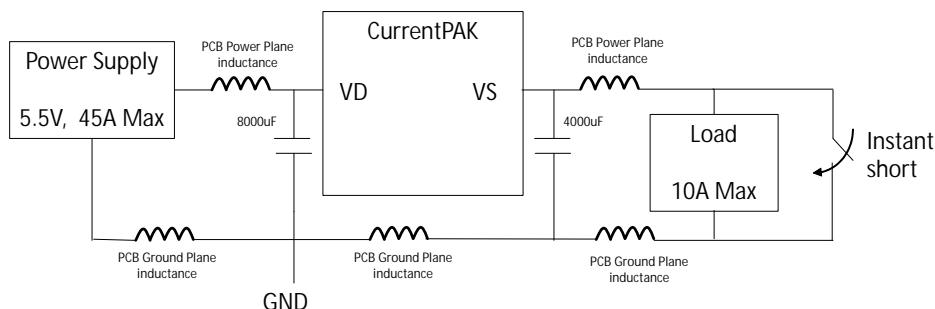 CurrentPAK
PCB Power Plane
inductance
PCB Power Plane
inductance
Power Supply
5.5V, 45A Max
VD
VS
8000uF
4000uF
Load
10A Max
Instant
short
PCB Ground Plane
inductance
PCB Ground Plane
inductance
PCB Ground Plane
inductance
GND